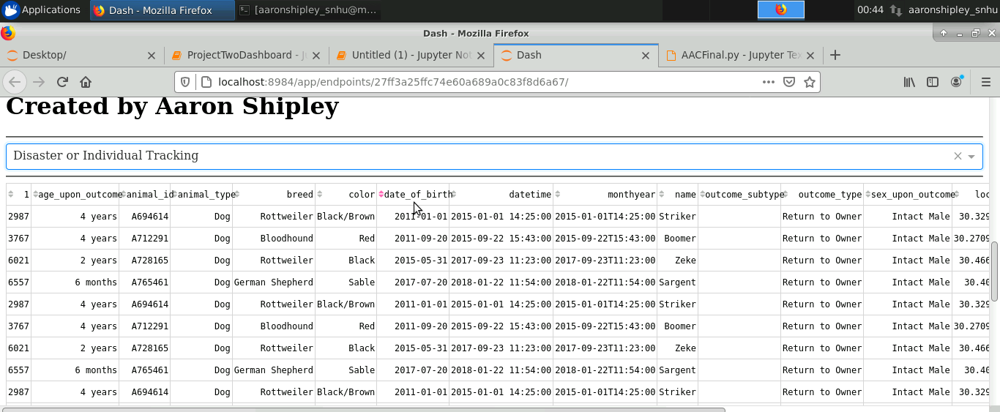 Applications Dash - Mozilla Firefox [aaronshipley_snhu@m... 00:44 aaronshipley_snhu
Dash - Mozilla Firefox
Desktop/ ProjectTwoDashboard - Ju Untitled (1) - Jupyter Not Dash AACFinal.py - Jupyter Tex
localhost:8984/app/endpoints/27ff3a25ffc74e60a689a0c83f8d6a67/
Created by Aaron Shipley
Disaster or Individual Tracking
1 age_upon_outcome animal_id animal_type breed color date_of_birth datetime monthyear name outcome_subtype outcome_type sex_upon_outcome loc
2987 4 years A694614 Dog Rottweiler Black/Brown 2011-01-01 2015-01-01 14:25:00 2015-01-01T14:25:00 Striker Return to Owner Intact Male 30.329
3767 4 years A712291 Dog Bloodhound Red 2011-09-20 2015-09-22 15:43:00 2015-09-22T15:43:00 Boomer Return to Owner Intact Male 30.2709
6021 2 years A728165 Dog Rottweiler Black 2015-05-31 2017-09-23 11:23:00 2017-09-23T11:23:00 Zeke Return to Owner Intact Male 30.466
6557 6 months A765461 Dog German Shepherd Sable 2017-07-20 2018-01-22 11:54:00 2018-01-22T11:54:00 Sargent Return to Owner Intact Male 30.40
2987 4 years A694614 Dog Rottweiler Black/Brown 2011-01-01 2015-01-01 14:25:00 2015-01-01T14:25:00 Striker Return to Owner Intact Male 30.329
3767 4 years A712291 Dog Bloodhound Red 2011-09-20 2015-09-22 15:43:00 2015-09-22T15:43:00 Boomer Return to Owner Intact Male 30.2709
6021 2 years A728165 Dog Rottweiler Black 2015-05-31 2017-09-23 11:23:00 2017-09-23T11:23:00 Zeke Return to Owner Intact Male 30.466
6557 6 months A765461 Dog German Shepherd Sable 2017-07-20 2018-01-22 11:54:00 2018-01-22T11:54:00 Sargent Return to Owner Intact Male 30.40
2987 4 years A694614 Dog Rottweiler Black/Brown 2011-01-01 2015-01-01 14:25:00 2015-01-01T14:25:00 Striker Return to Owner Intact Male 30.329